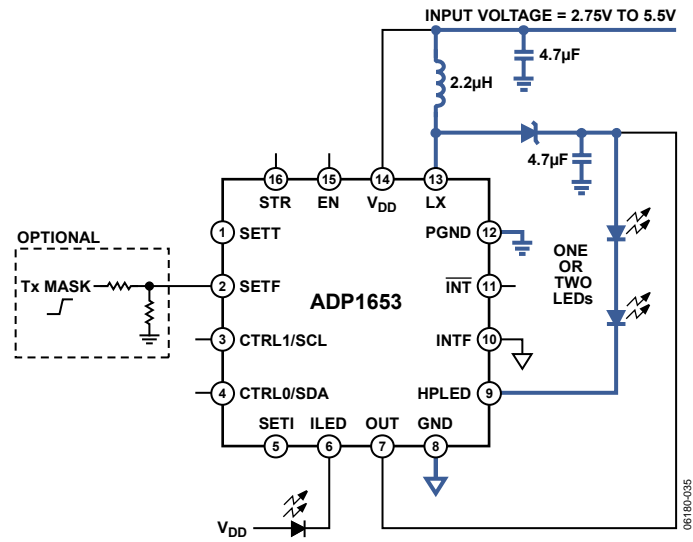 INPUT VOLTAGE = 2.75V TO 5.5V
4.7µF
2.2µH
4.7µF
16
15
14
13
STR
EN
VDD
LX
1
SETT
PGND
12
OPTIONAL
ONE
OR
TWO
LEDs
Tx MASK
2
SETF
ADP1653
INT
11
3
CTRL1/SCL
INTF
10
4
CTRL0/SDA
HPLED
9
SETI
ILED
OUT
GND
5
6
7
8
VDD
06180-035